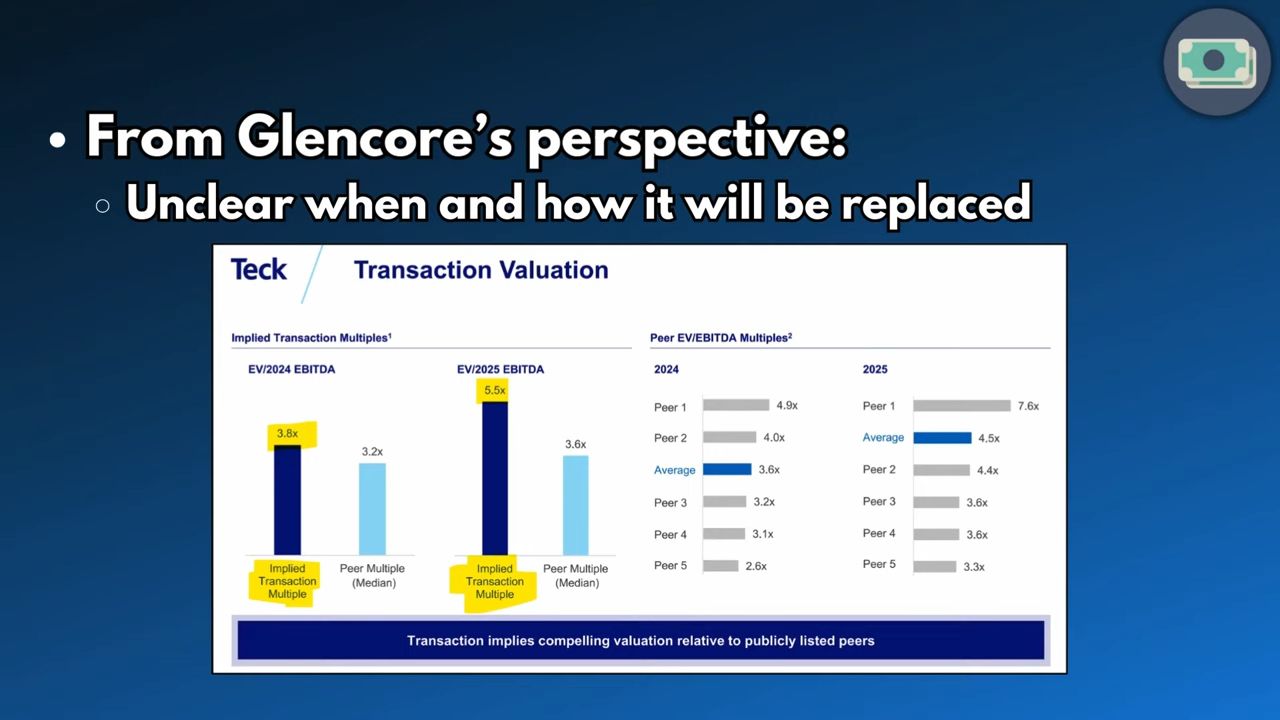 • From Glencore's perspective:
○ Unclear when and how it will be replaced
Teck
Transaction Valuation
Implied Transaction Multiples¹
EV/2024 EBITDA
3.8x
3.2x
Implied
Transaction
Multiple
Peer Multiple
(Median)
EV/2025 EBITDA
5.5x
3.6x
Implied
Transaction
Multiple
Peer Multiple
(Median)
Peer EV/EBITDA Multiples²
2024
Peer 1 4.9x
Peer 2 4.0x
Average 3.6x
Peer 3 3.2x
Peer 4 3.1x
Peer 5 2.6x
2025
Peer 1 7.6x
Average 4.5x
Peer 2 4.4x
Peer 3 3.6x
Peer 4 3.6x
Peer 5 3.3x
Transaction implies compelling valuation relative to publicly listed peers